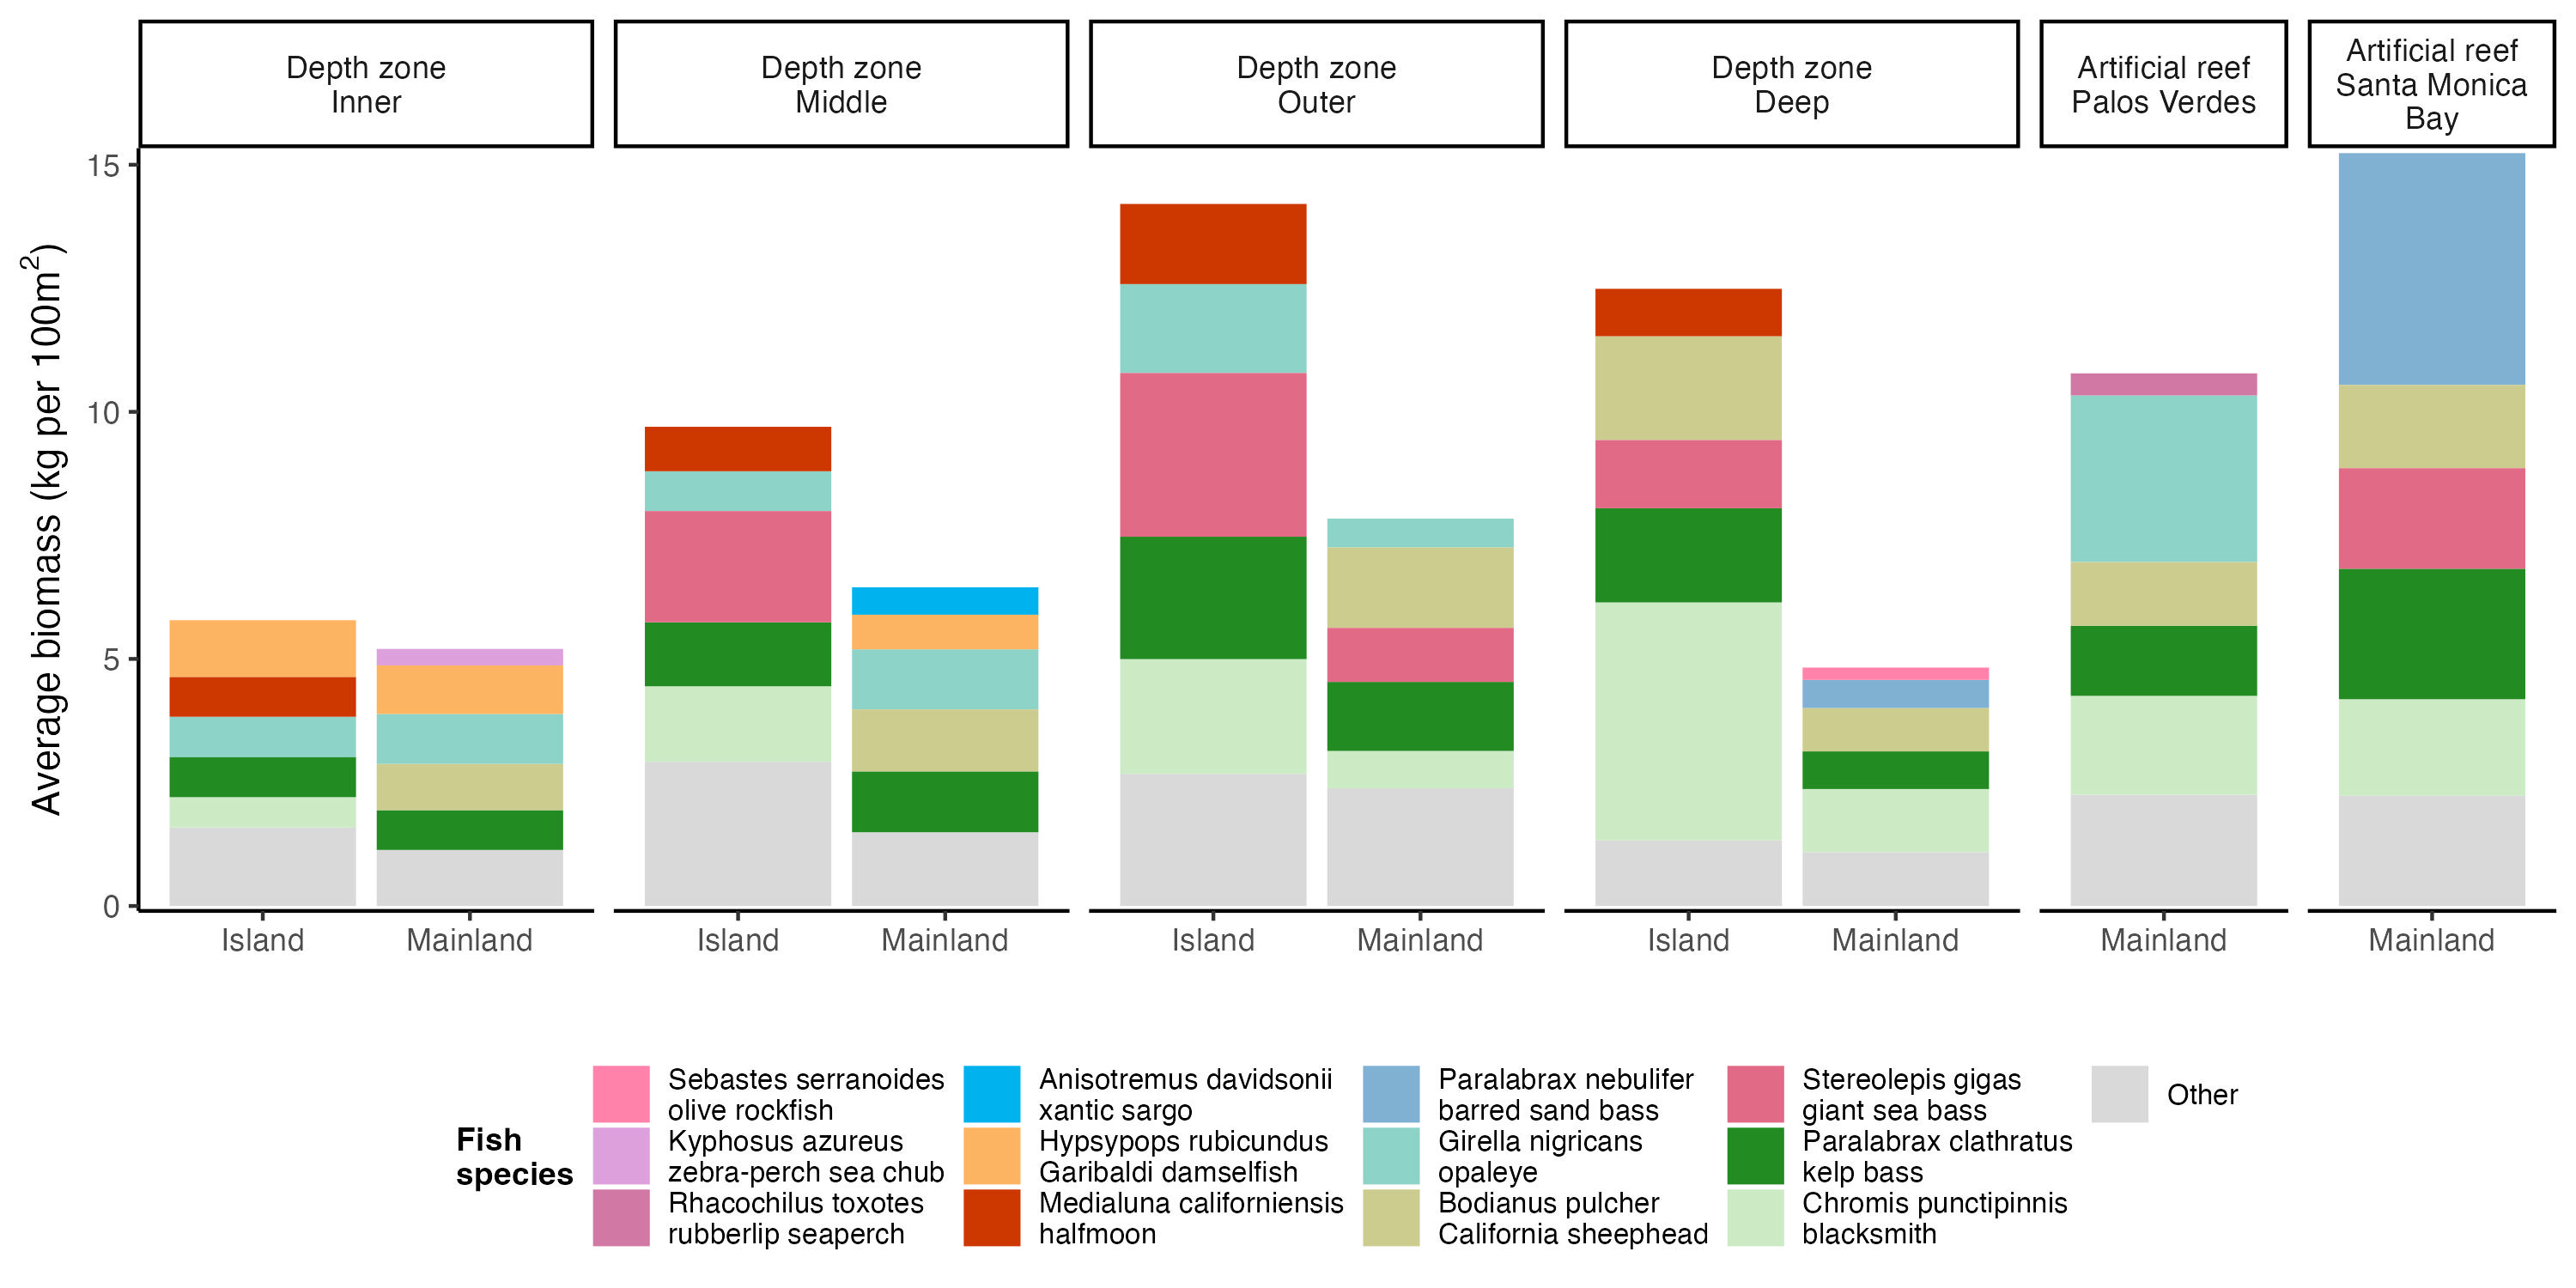 Depth zone
Inner
Depth zone
Middle
Depth zone
Outer
Depth zone
Deep
Artificial reef
Palos Verdes
Artificial reef
Santa Monica
Bay
Average biomass (kg per 100m²)
15
10
5
0
Island
Mainland
Island
Mainland
Island
Mainland
Island
Mainland
Mainland
Mainland
Fish
species
Sebastes serranoides
olive rockfish
Kyphosus azureus
zebra-perch sea chub
Rhacochilus toxotes
rubberlip seaperch
Anisotremus davidsonii
xantic sargo
Hypsypops rubicundus
Garibaldi damselfish
Medialuna californiensis
halfmoon
Paralabrax nebulifer
barred sand bass
Girella nigricans
opaleye
Bodianus pulcher
California sheephead
Stereolepis gigas
giant sea bass
Paralabrax clathratus
kelp bass
Chromis punctipinnis
blacksmith
Other